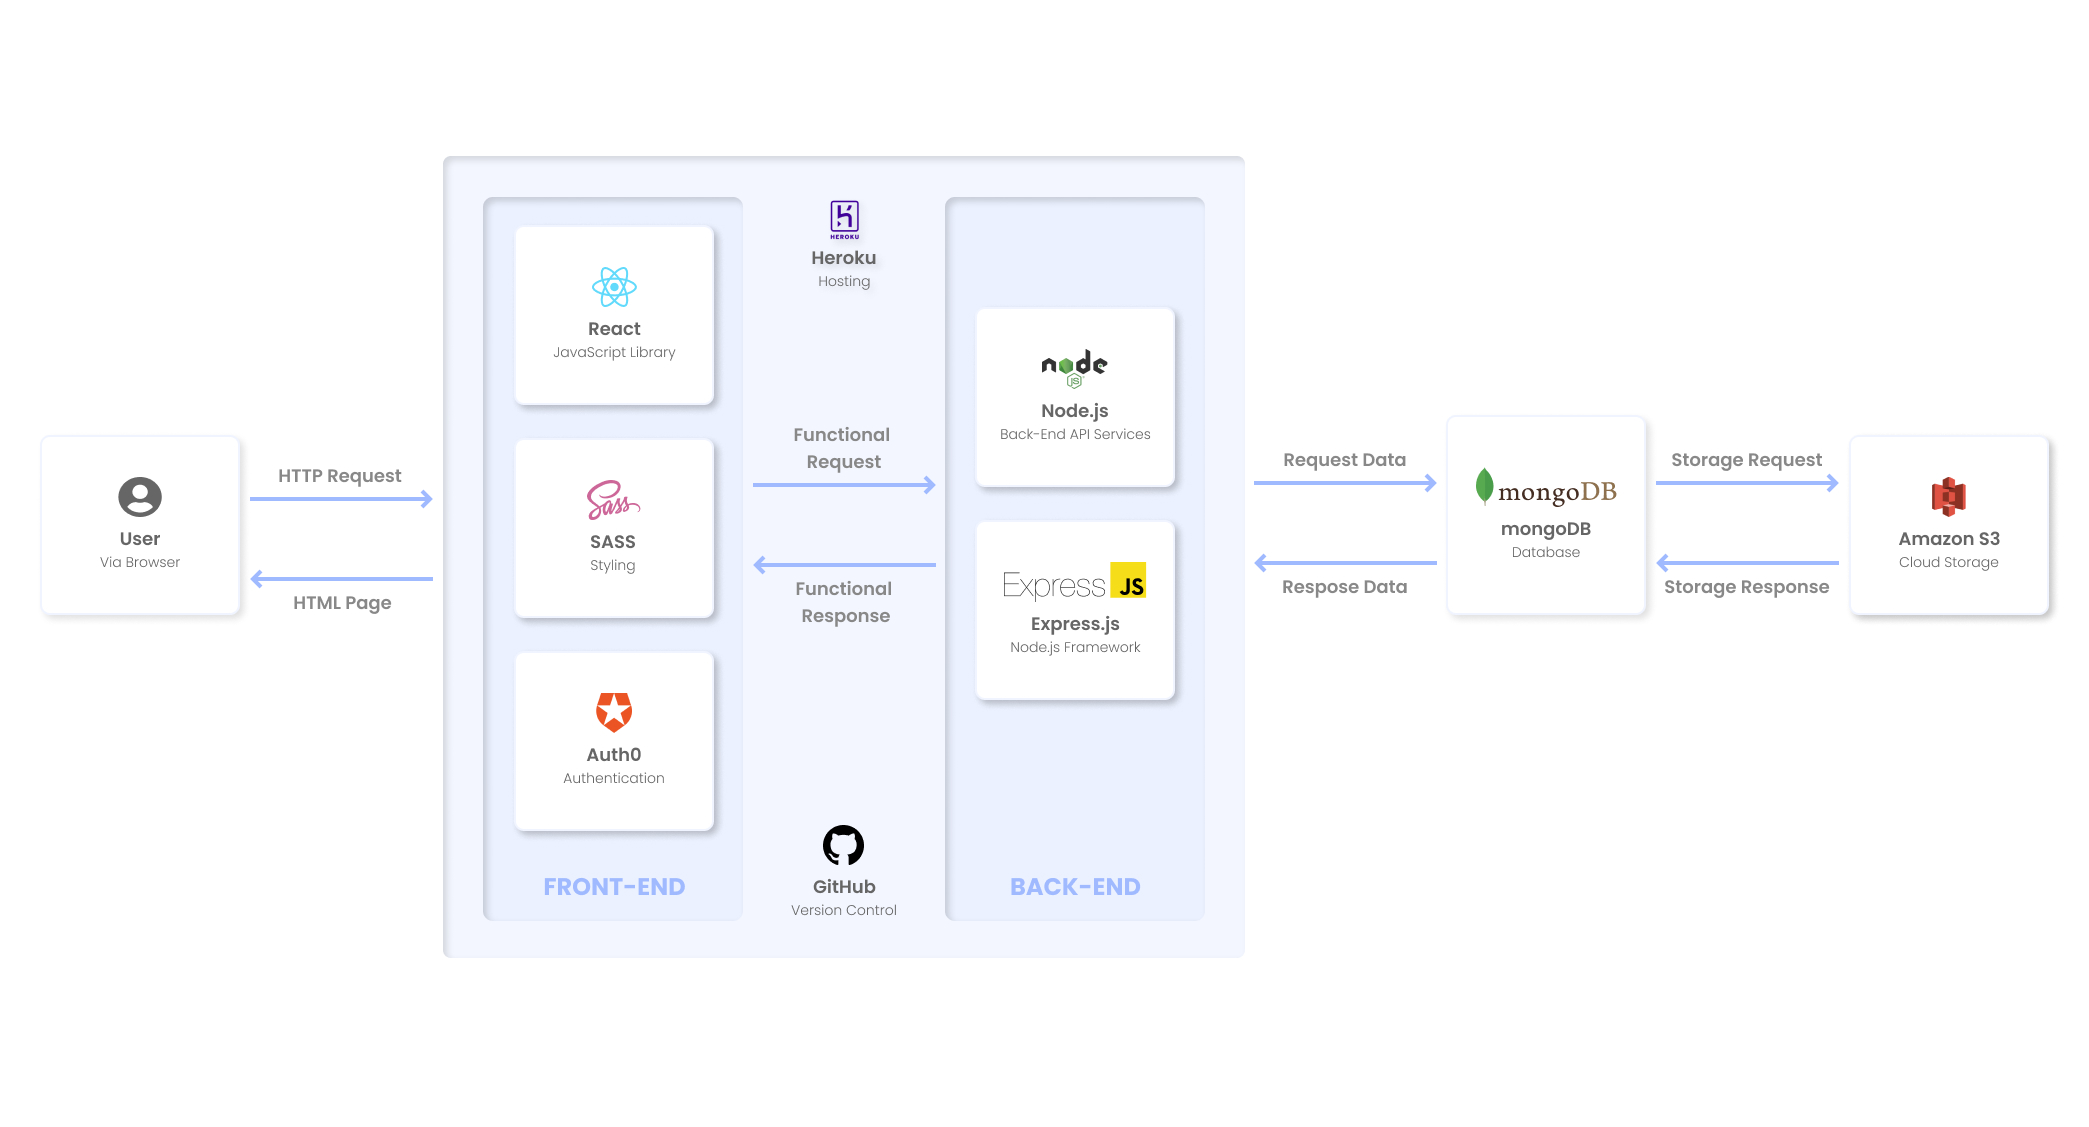 User
Via Browser
HTTP Request
HTML Page
React
JavaScript Library
Sass
SASS
Styling
Auth0
Authentication
FRONT-END
HEROKU
Heroku
Hosting
Functional
Request
Functional
Response
GitHub
Version Control
node
JS
Node.js
Back-End API Services
Express JS
Express.js
Node.js Framework
BACK-END
Request Data
Respose Data
mongoDB
mongoDB
Database
Storage Request
Storage Response
Amazon S3
Cloud Storage